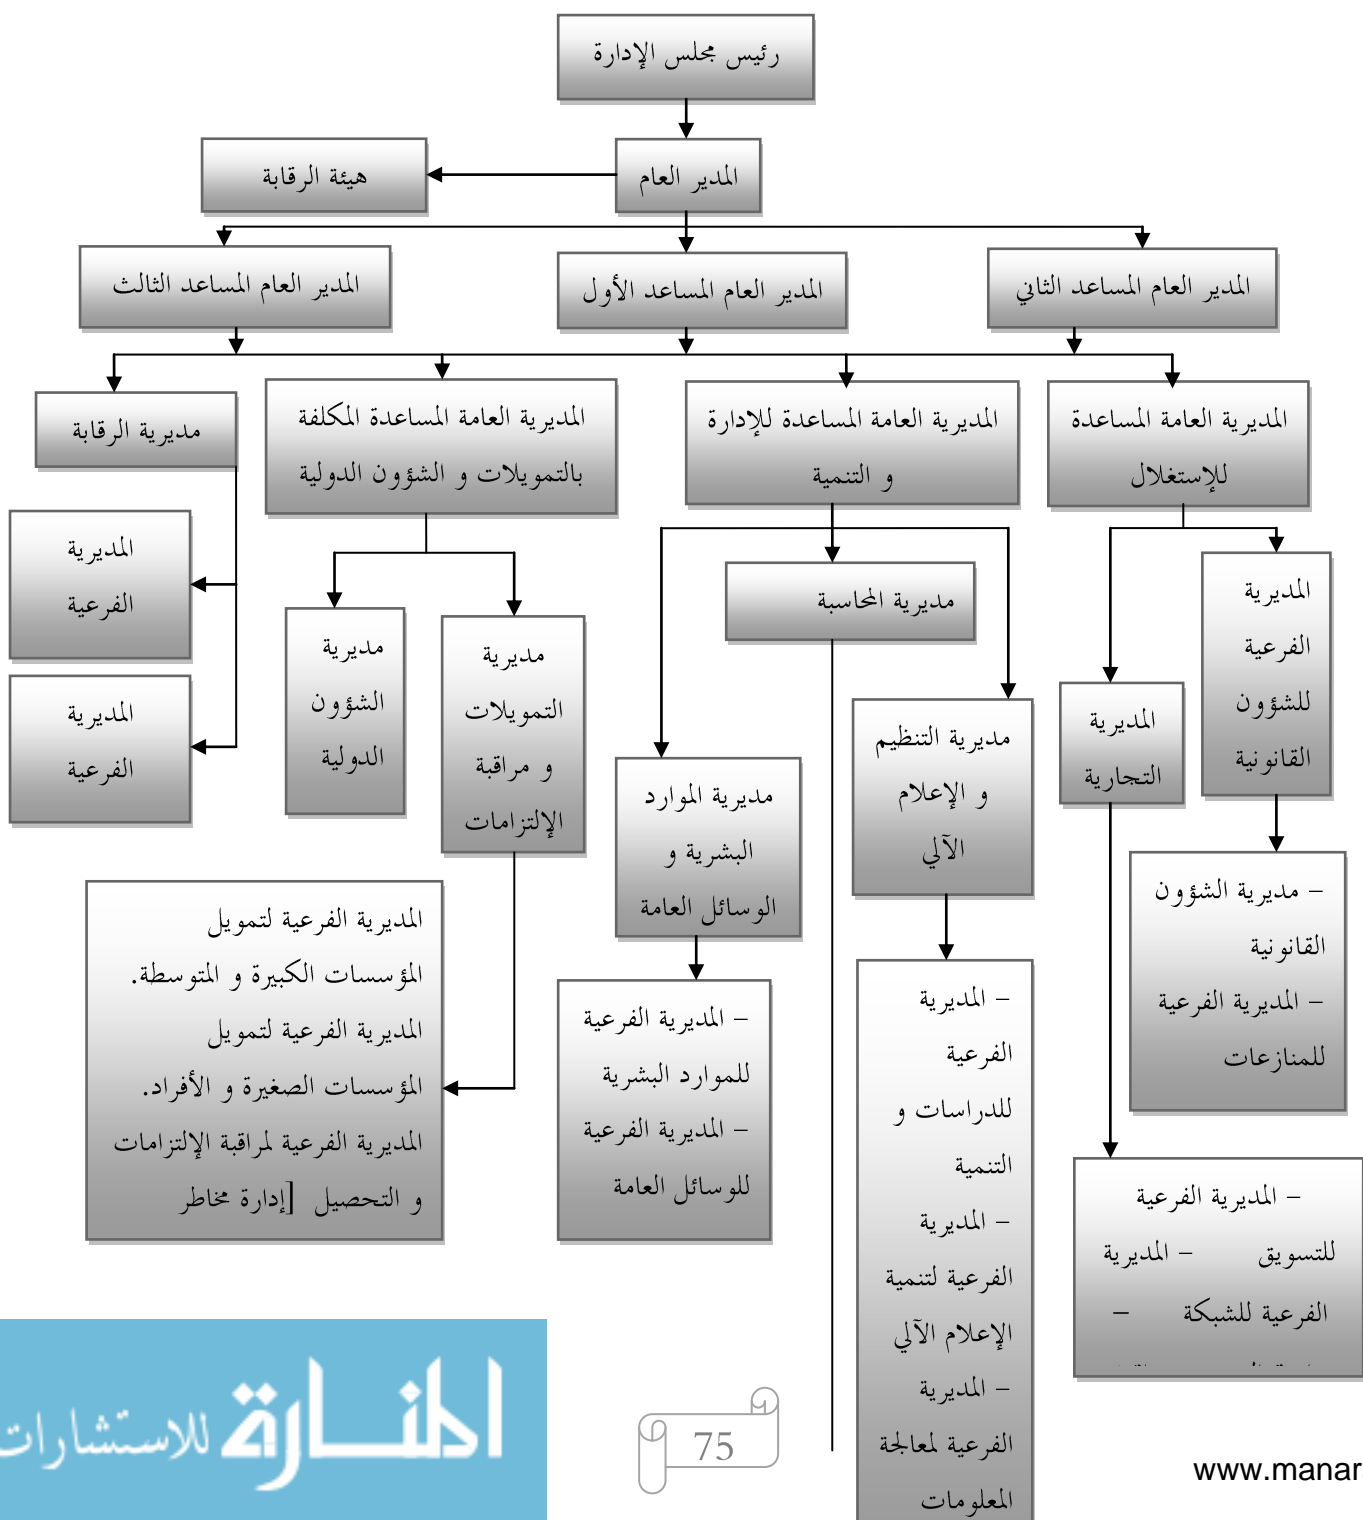 رئيس مجلس الإدارة
المدير العام
هيئة الرقابة
المدير العام المساعد الثاني
المدير العام المساعد الأول
المدير العام المساعد الثالث
المديرية العامة المساعدة
للإستغلال
المديرية العامة المساعدة للإدارة
و التنمية
المديرية العامة المساعدة المكلفة
بالتمويلات و الشؤون الدولية
مديرية الرقابة
المديرية
الفرعية
للشؤون
القانونية
المديرية
التجارية
مديرية المحاسبة
مديرية التنظيم
و الإعلام
الآلي
مديرية الموارد
البشرية و
الوسائل العامة
مديرية
التمويلات
و مراقبة
الإلتزامات
مديرية
الشؤون
الدولية
المديرية
الفرعية
المديرية
الفرعية
– مديرية الشؤون
القانونية
– المديرية الفرعية
للمنازعات
– المديرية الفرعية
للتسويق – المديرية
الفرعية للشبكة –
– المديرية
الفرعية
للدراسات و
التنمية
– المديرية
الفرعية لتنمية
الإعلام الآلي
– المديرية
الفرعية لمعالجة
المعلومات
– المديرية الفرعية
للموارد البشرية
– المديرية الفرعية
للوسائل العامة
المديرية الفرعية لتمويل
المؤسسات الكبيرة و المتوسطة.
المديرية الفرعية لتمويل
المؤسسات الصغيرة و الأفراد.
المديرية الفرعية لمراقبة الإلتزامات
و التحصيل [إدارة مخاطر
المنارة للاستشارات
75
www.manar